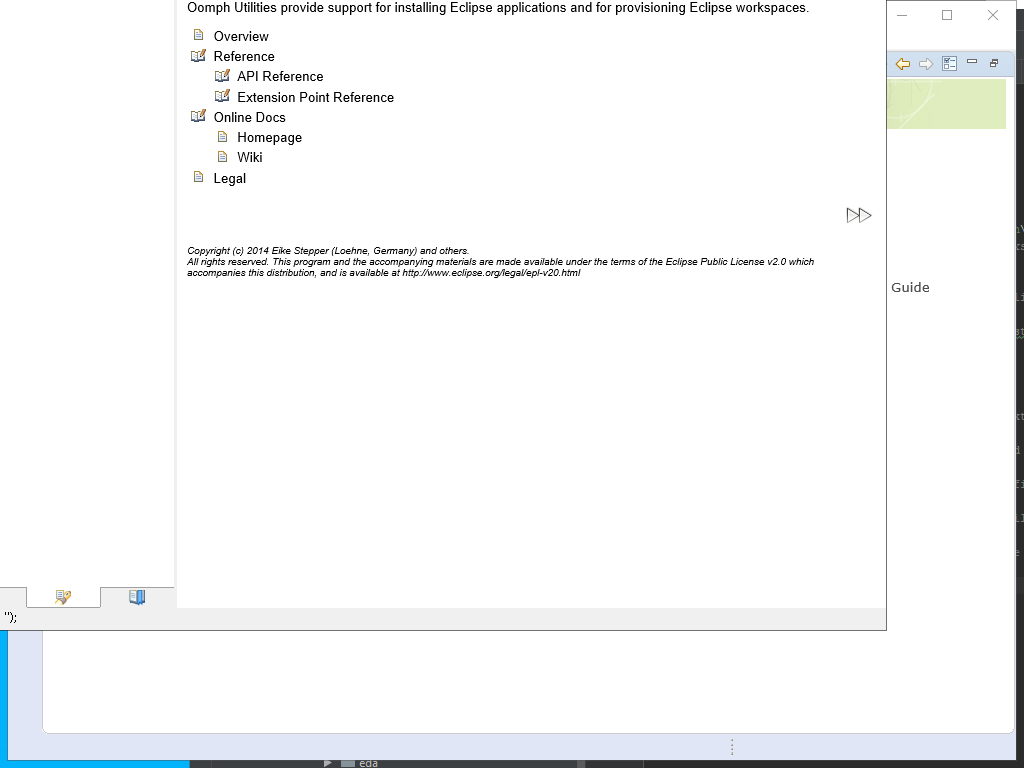 Oomph Utilities provide support for installing Eclipse applications and for provisioning Eclipse workspaces.
Overview
Reference
API Reference
Extension Point Reference
Online Docs
Homepage
Wiki
Legal
Copyright (c) 2014 Eike Stepper (Loehne, Germany) and others.
All rights reserved. This program and the accompanying materials are made available under the terms of the Eclipse Public License v2.0 which
accompanies this distribution, and is available at http://www.eclipse.org/legal/epl-v20.html
Guide
");
eda